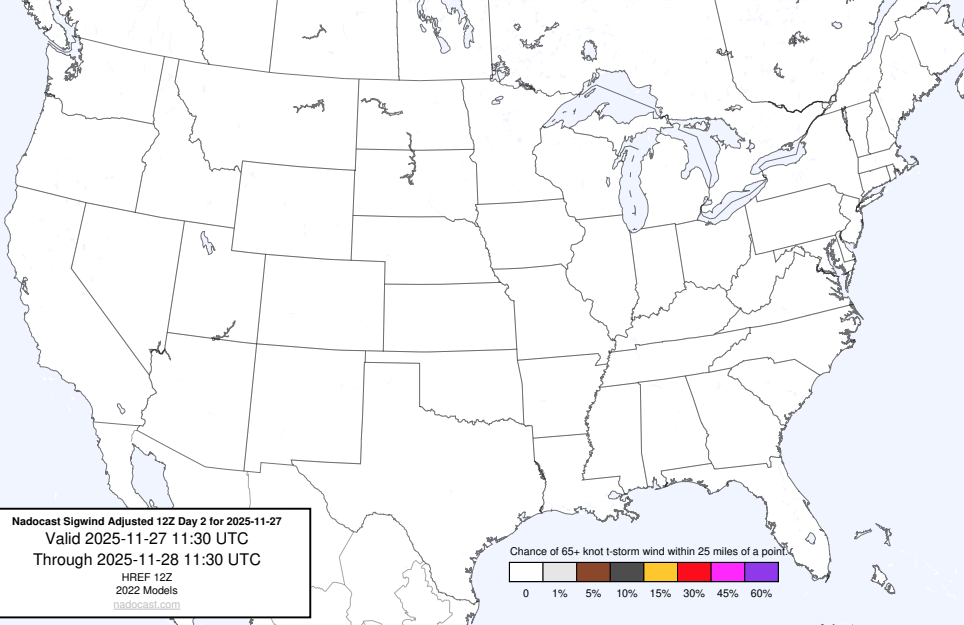 Nadocast Sigwind Adjusted 12Z Day 2 for 2025-11-27
Valid 2025-11-27 11:30 UTC
Through 2025-11-28 11:30 UTC
HREF 12Z
2022 Models
nadocast.com
Chance of 65+ knot t-storm wind within 25 miles of a point.
0 1% 5% 10% 15% 30% 45% 60%